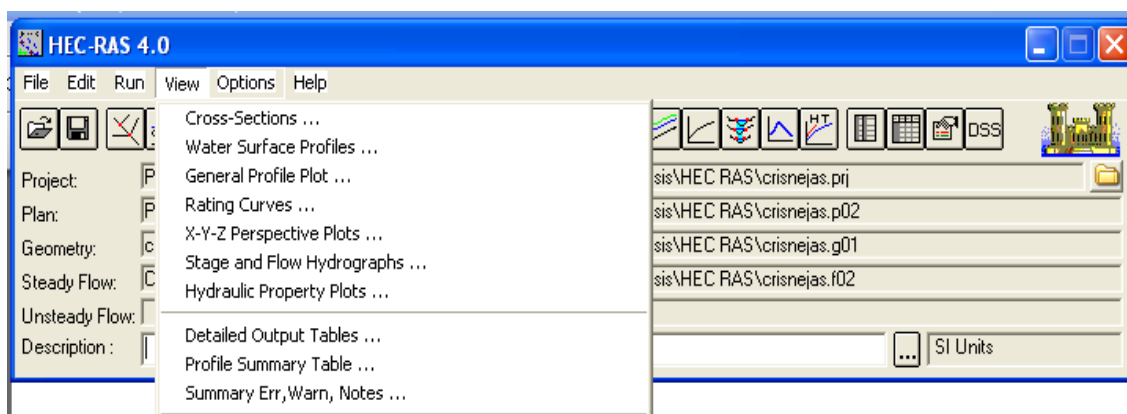 HEC-RAS 4.0
File Edit Run View Options Help
HT
DSS
Cross-Sections ...
Water Surface Profiles ...
General Profile Plot ...
Rating Curves ...
X-Y-Z Perspective Plots ...
Stage and Flow Hydrographs ...
Hydraulic Property Plots ...
Detailed Output Tables ...
Profile Summary Table ...
Summary Err,Warn, Notes ...
Project: sis\HEC RAS\crisnejas.prj
Plan: sis\HEC RAS\crisnejas.p02
Geometry: sis\HEC RAS\crisnejas.g01
Steady Flow: sis\HEC RAS\crisnejas.f02
Unsteady Flow:
Description : ... SI Units